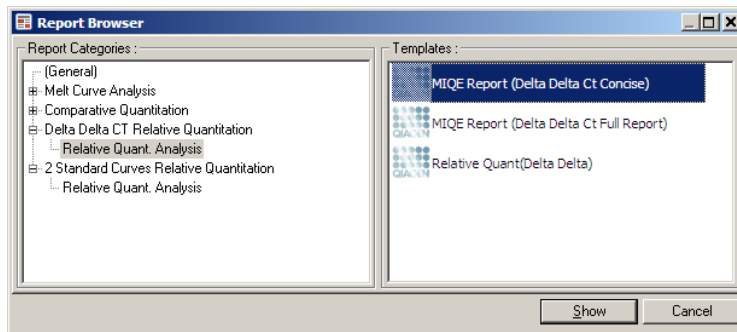 Report Browser
Report Categories :
(General)
Melt Curve Analysis
Comparative Quantitation
Delta Delta CT Relative Quantitation
Relative Quant. Analysis
2 Standard Curves Relative Quantitation
Relative Quant. Analysis
Templates :
MIQE Report (Delta Delta Ct Concise)
MIQE Report (Delta Delta Ct Full Report)
QIAGEN
Relative Quant(Delta Delta)
QIAGEN
Show
Cancel